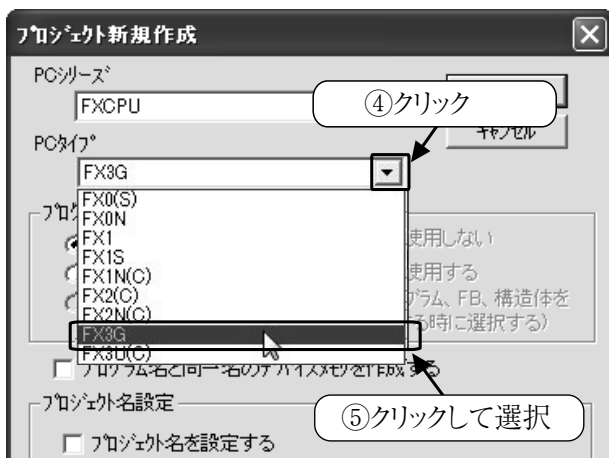 プロジェクト新規作成
PCシリーズ
FXCPU
④クリック
キャンセル
PCタイプ
FX3G
FX0(S)
FX0N
FX1
FX1S
FX1N(C)
FX2(C)
FX2N(C)
FX3G
FX3U(C)
使用しない
使用する
グラム、FB、構造体を
る時に選択する)
プログラム名と同一名のデバイスメモリを作成する
⑤クリックして選択
プロジェクト名設定
プロジェクト名を設定する